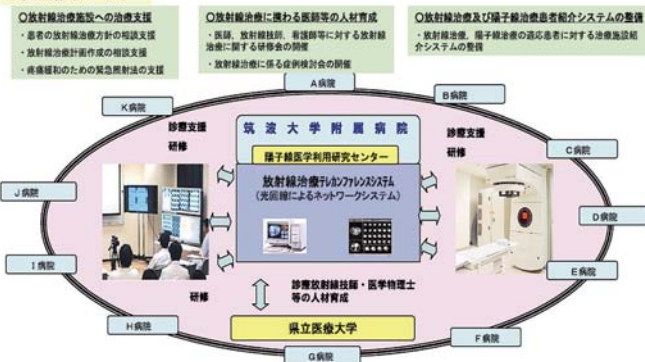 〇放射線治療施設への治療支援
・患者の放射線治療方針の相談支援
・放射線治療計画作成の相談支援
・疼痛緩和のための緊急照射法の支援
〇放射線治療に携わる医師等の人材育成
・医師、放射線技師、看護師等に対する放射線
治療に関する研修会の開催
・放射線治療に係る症例検討会の開催
〇放射線治療及び陽子線治療患者紹介システムの整備
・放射線治療、陽子線治療の適応患者に対する治療施設紹
介システムの整備
A病院
B病院
K病院
診療支援
研修
筑波大学附属病院
陽子線医学利用研究センター
診療支援
研修
C病院
放射線治療テレカンファレンスシステム
(光回線によるネットワークシステム)
J病院
D病院
I病院
E病院
研修
診療放射線技師・医学物理士
等の人材育成
H病院
県立医療大学
F病院
G病院